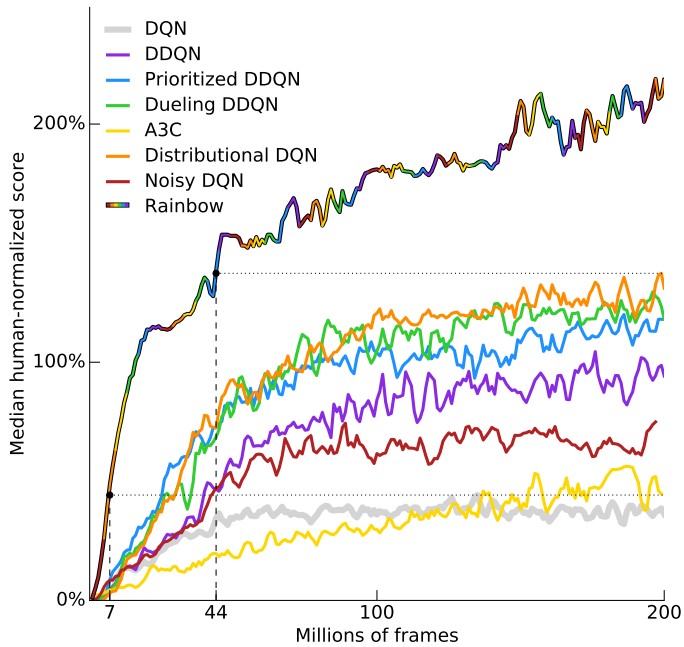 DQN
DDQN
Prioritized DDQN
Dueling DDQN
A3C
Distributional DQN
Noisy DQN
Rainbow
Median human-normalized score
200%
100%
0%
7 44 100 200
Millions of frames